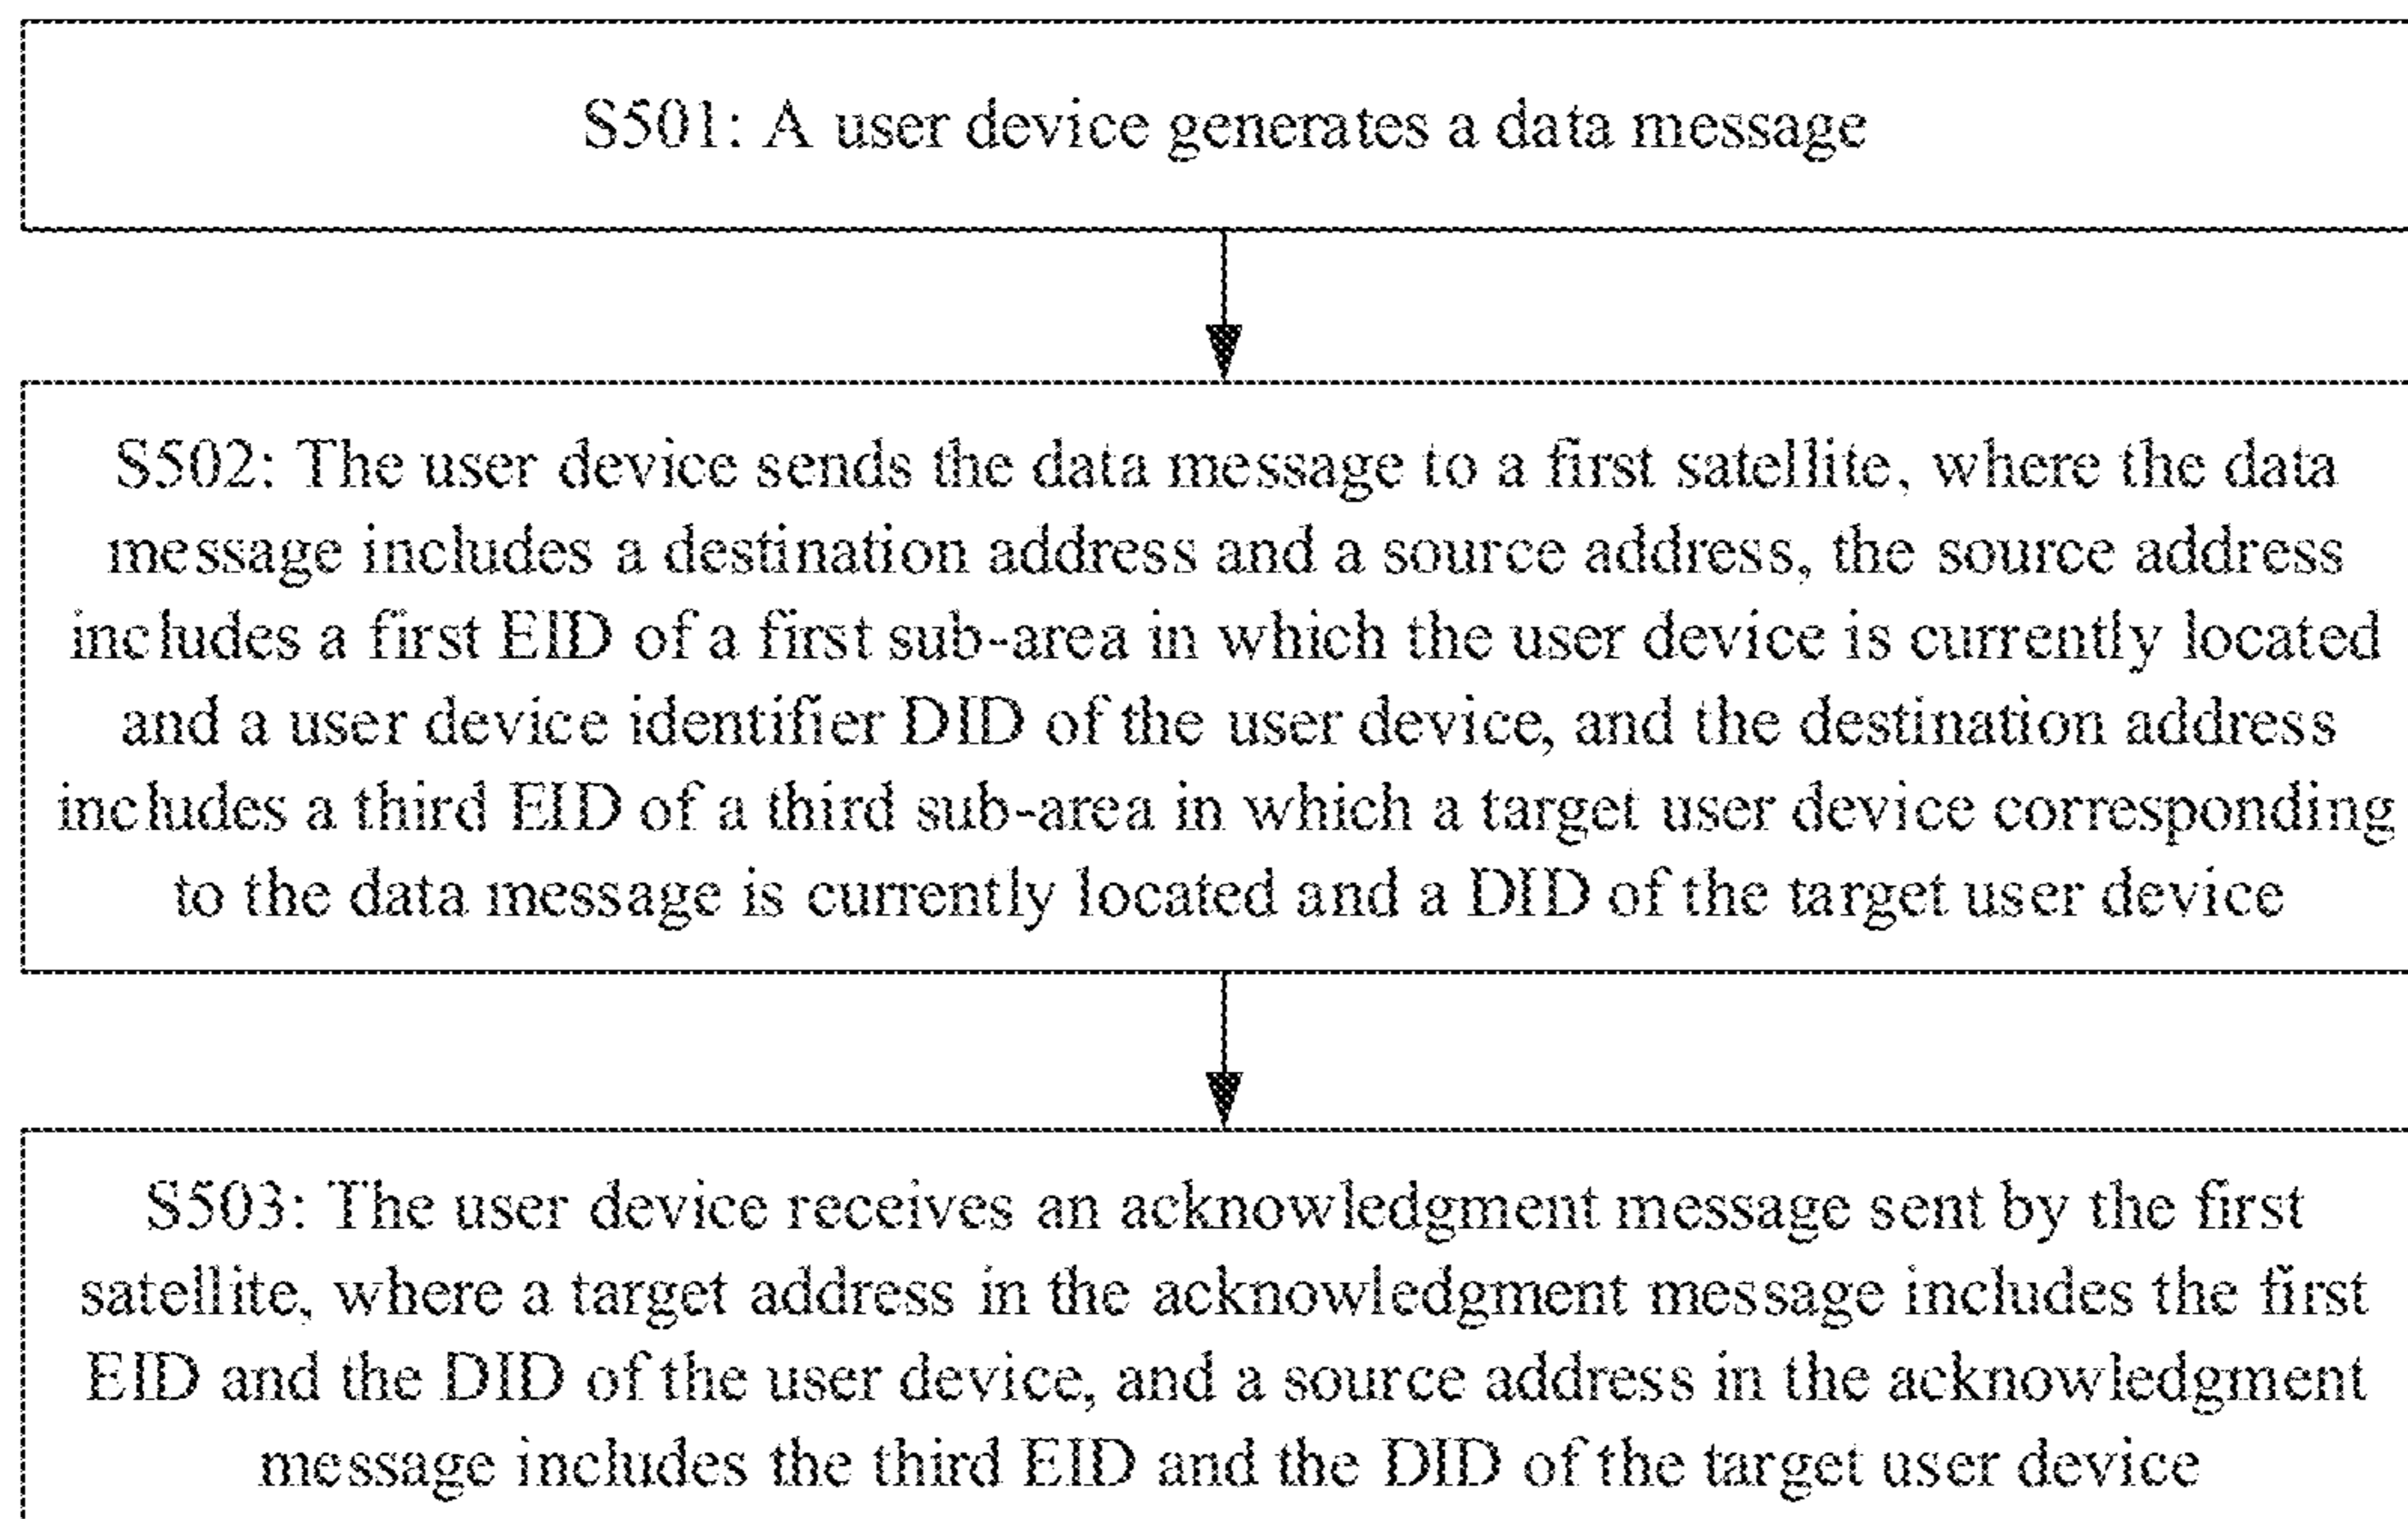 S501: A user device generates a data message
S502: The user device sends the data message to a first satellite, where the data
message includes a destination address and a source address, the source address
includes a first EID of a first sub-area in which the user device is currently located
and a user device identifier DID of the user device, and the destination address
includes a third EID of a third sub-area in which a target user device corresponding
to the data message is currently located and a DID of the target user device
S503: The user device receives an acknowledgment message sent by the first
satellite, where a target address in the acknowledgment message includes the first
EID and the DID of the user device, and a source address in the acknowledgment
message includes the third EID and the DID of the target user device